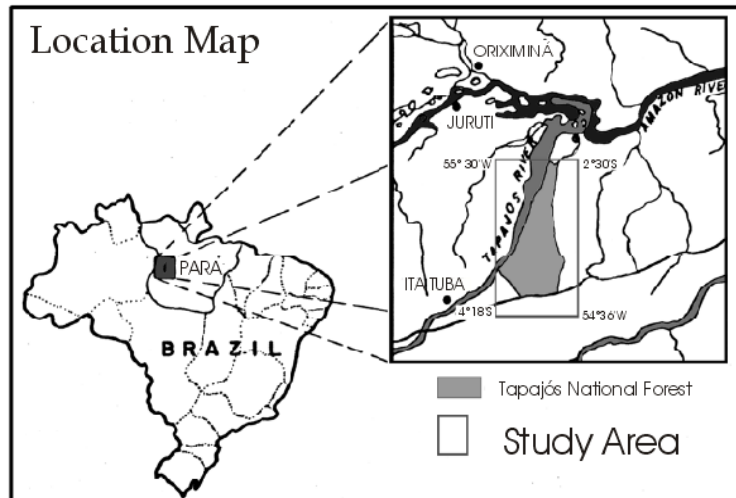 Location Map
ORIXIMINÁ
JURUTI
AMAZON RIVER
55° 30'W
2°30'S
TAPAJÓS RIVER
ITAITUBA
4°18'S
54°36'W
PARÁ
BRAZIL
Tapajós National Forest
Study Area